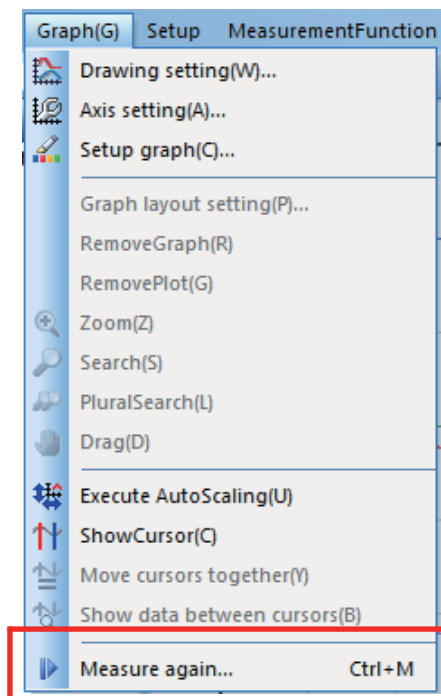 Graph(G) Setup MeasurementFunction
Drawing setting(W)...
Axis setting(A)...
Setup graph(C)...
Graph layout setting(P)...
RemoveGraph(R)
RemovePlot(G)
Zoom(Z)
Search(S)
PluralSearch(L)
Drag(D)
Execute AutoScaling(U)
ShowCursor(C)
Move cursors together(Y)
Show data between cursors(B)
Measure again... Ctrl+M